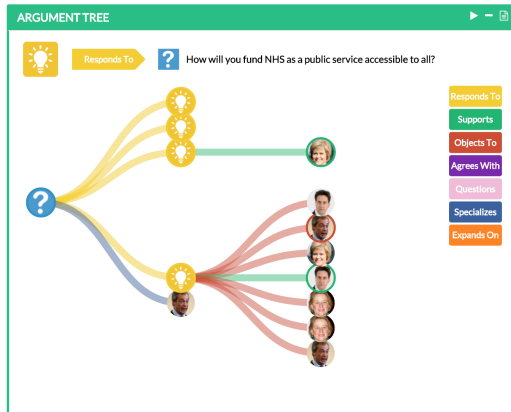 ARGUMENT TREE
Responds To
?
How will you fund NHS as a public service accessible to all?
Responds To
Supports
Objects To
Agrees With
Questions
Specializes
Expands On
?